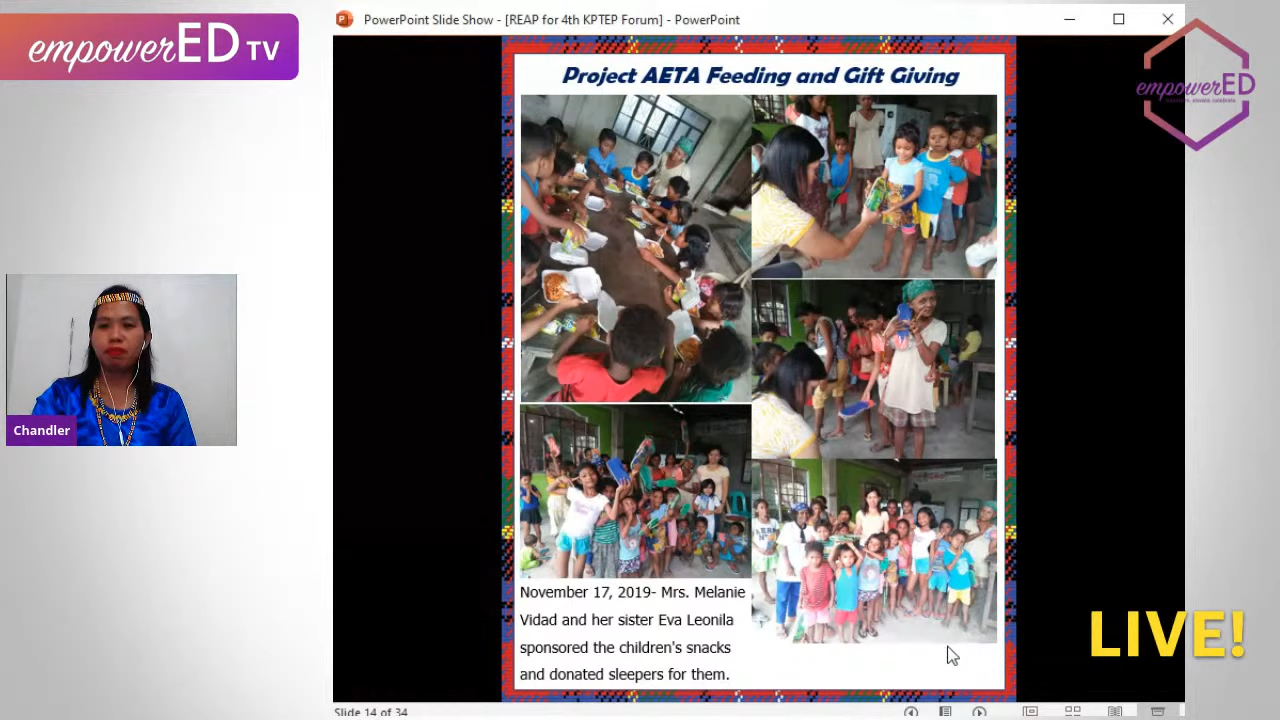 empowerED TV
PowerPoint Slide Show - [REAP for 4th KPTEP Forum] - PowerPoint
empowerED
Project AETA Feeding and Gift Giving
Chandler
November 17, 2019- Mrs. Melanie
Vidad and her sister Eva Leonila
sponsored the children's snacks
and donated sleepers for them.
LIVE!
Slide 14 of 34